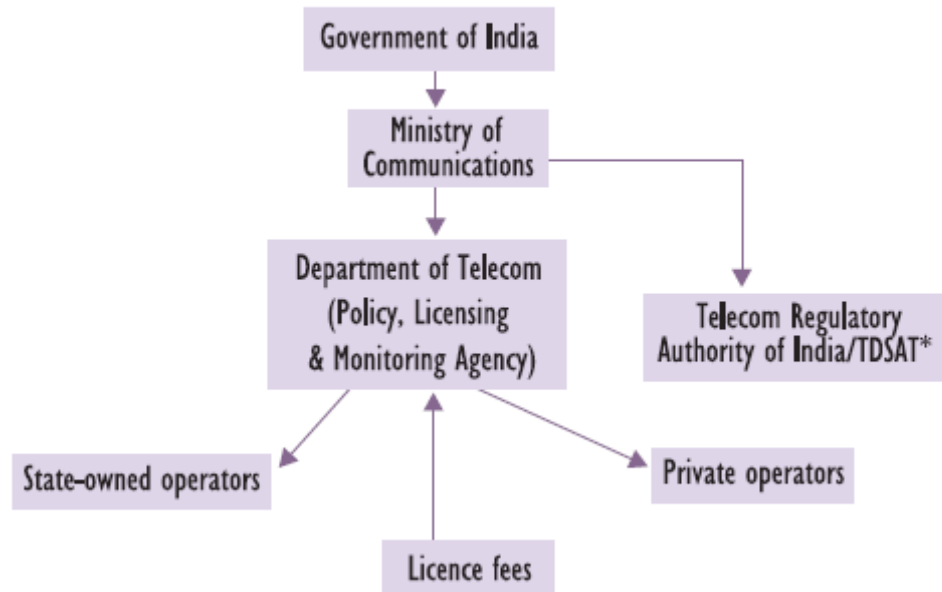 Government of India
Ministry of
Communications
Department of Telecom
(Policy, Licensing
& Monitoring Agency)
Telecom Regulatory
Authority of India/TDSAT*
State-owned operators
Private operators
Licence fees